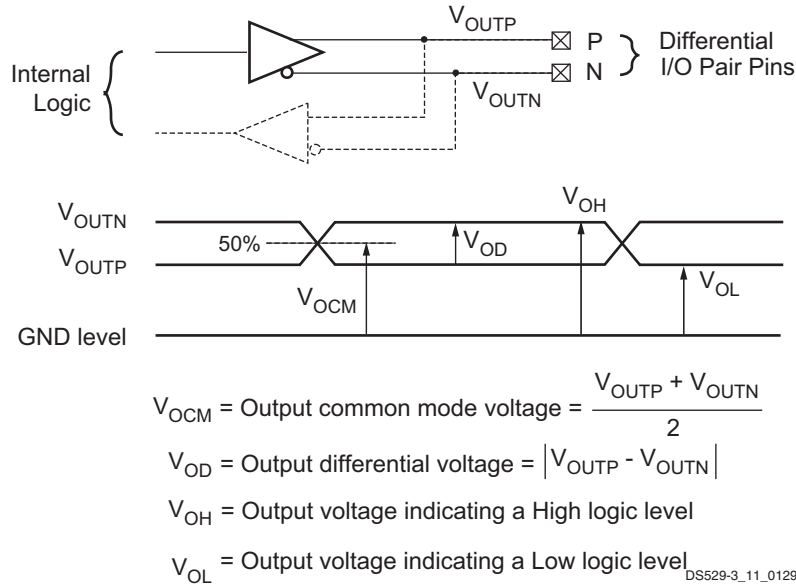 V_OUTP
P
Differential
I/O Pair Pins
N
Internal
Logic
V_OUTN
V_OUTN
V_OH
50%
V_OD
V_OUTP
V_OL
V_OCM
GND level
V_OCM = Output common mode voltage = V_OUTP + V_OUTN
2
V_OD = Output differential voltage = |V_OUTP - V_OUTN|
V_OH = Output voltage indicating a High logic level
V_OL = Output voltage indicating a Low logic level
DS529-3_11_0129